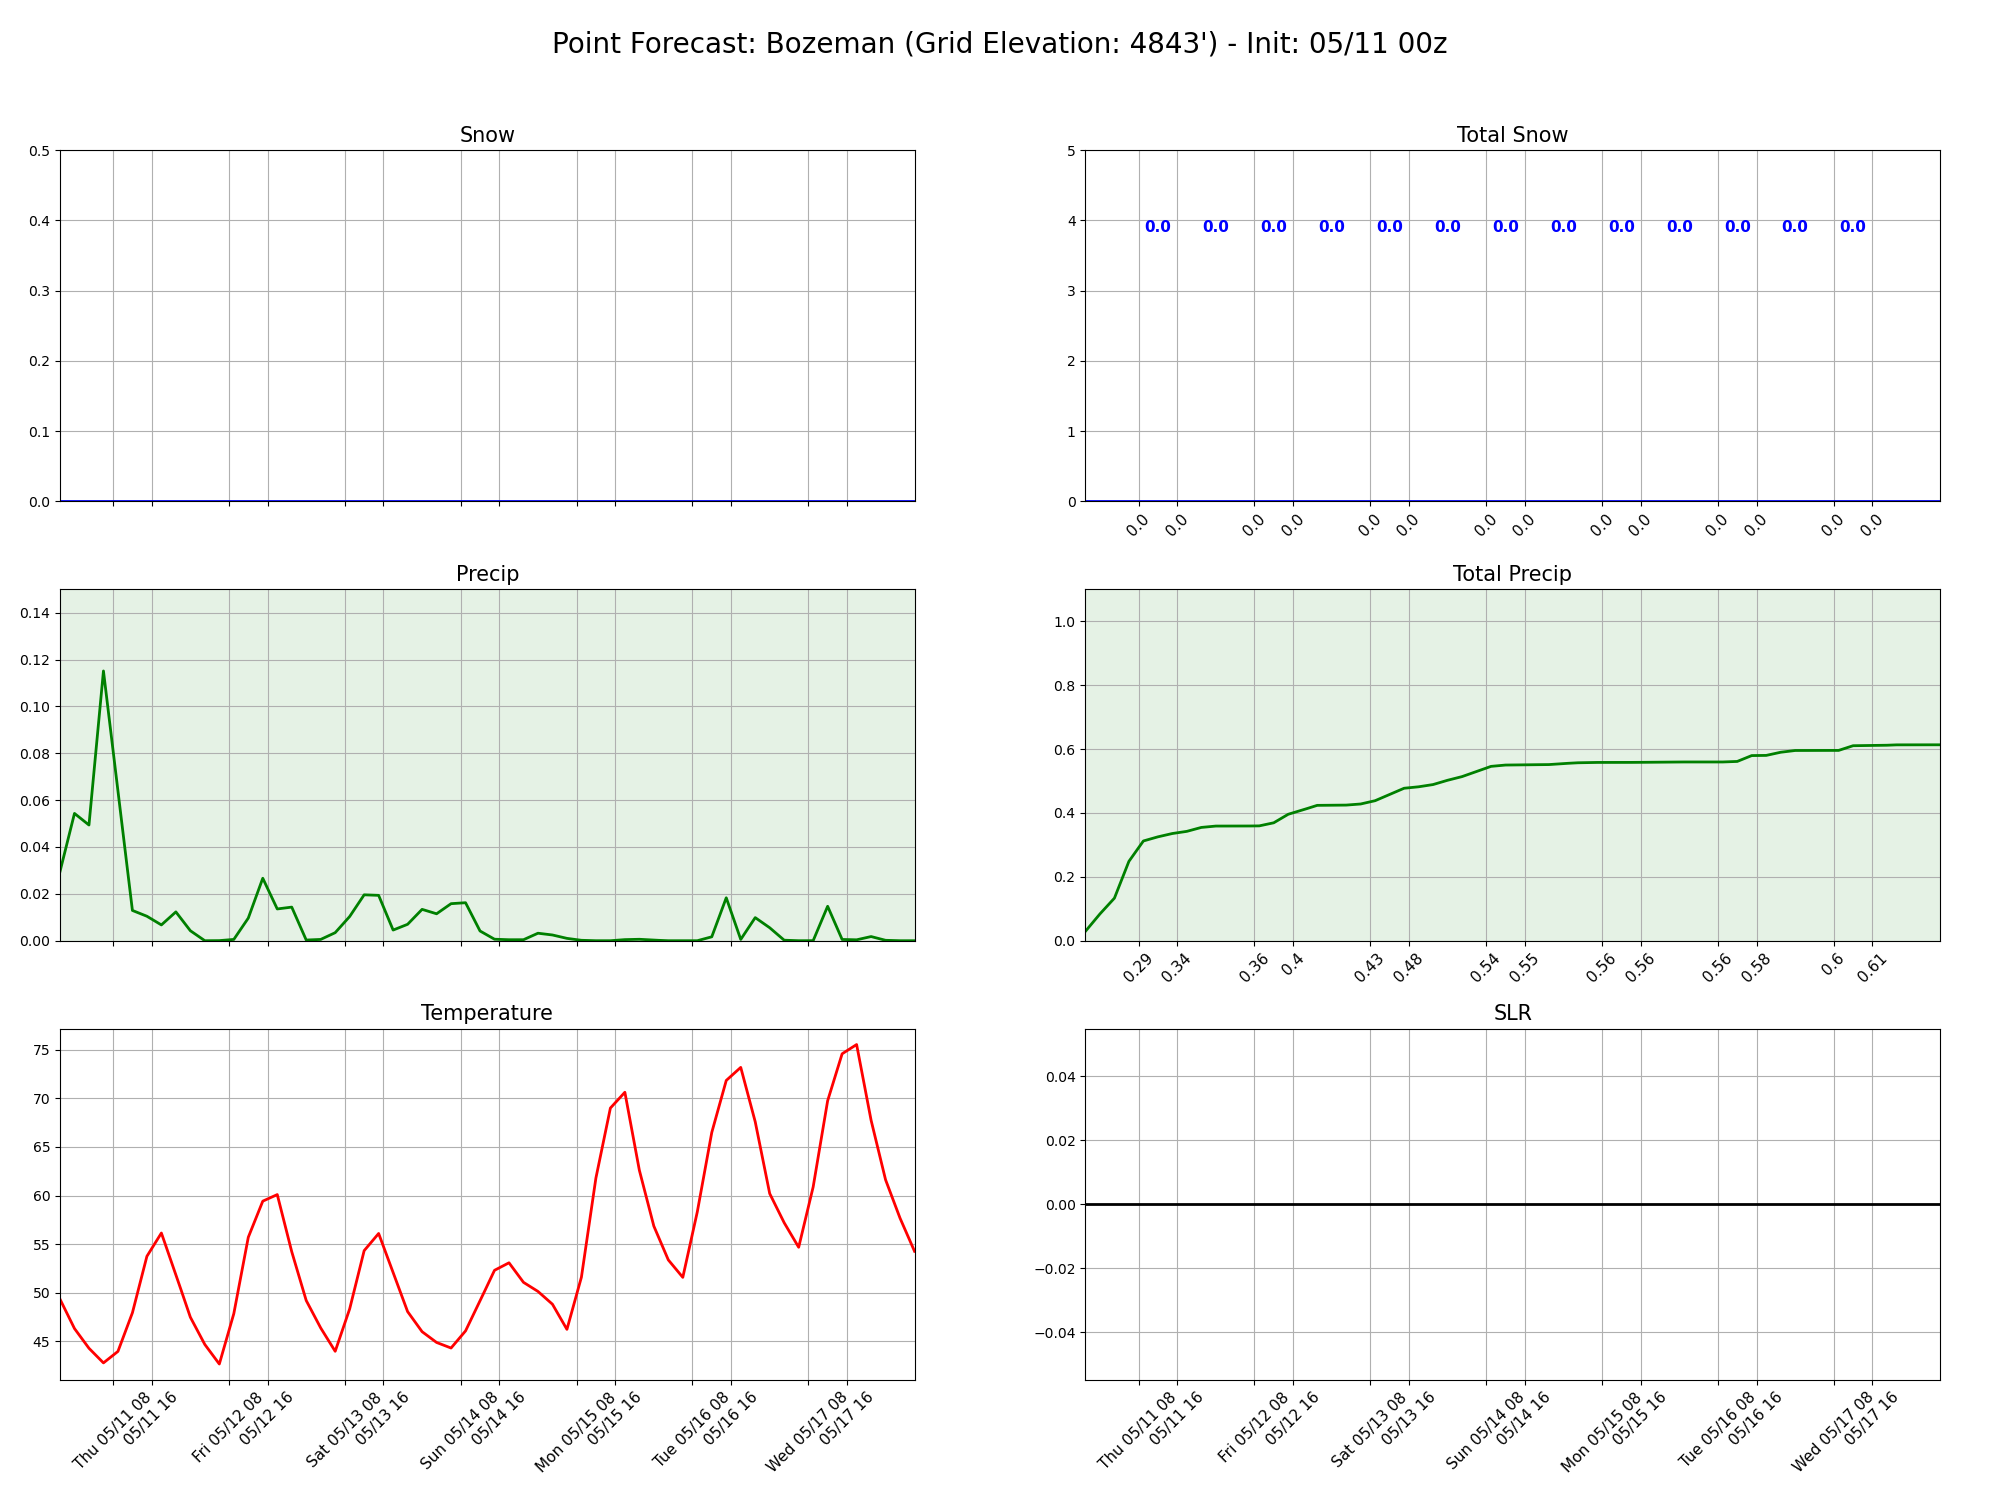 Point Forecast: Bozeman (Grid Elevation: 4843') - Init: 05/11 00z
Snow
0.5
0.4
0.3
0.2
0.1
0.0
Total Snow
5
4
3
2
1
0
0.0 0.0 0.0 0.0 0.0 0.0 0.0 0.0 0.0 0.0 0.0 0.0 0.0
0.0 0.0 0.0 0.0 0.0 0.0 0.0 0.0 0.0 0.0 0.0 0.0 0.0 0.0
Precip
0.14
0.12
0.10
0.08
0.06
0.04
0.02
0.00
Total Precip
1.0
0.8
0.6
0.4
0.2
0.0
0.29 0.34 0.36 0.4 0.43 0.48 0.54 0.55 0.56 0.56 0.56 0.58 0.6 0.61
Temperature
75
70
65
60
55
50
45
Thu 05/11 08
05/11 16
Fri 05/12 08
05/12 16
Sat 05/13 08
05/13 16
Sun 05/14 08
05/14 16
Mon 05/15 08
05/15 16
Tue 05/16 08
05/16 16
Wed 05/17 08
05/17 16
SLR
0.04
0.02
0.00
−0.02
−0.04
Thu 05/11 08
05/11 16
Fri 05/12 08
05/12 16
Sat 05/13 08
05/13 16
Sun 05/14 08
05/14 16
Mon 05/15 08
05/15 16
Tue 05/16 08
05/16 16
Wed 05/17 08
05/17 16